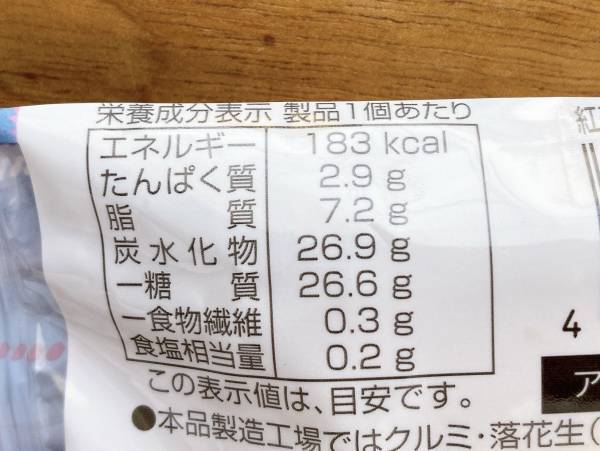 栄養成分表示 製品1個あたり
エネルギー 183 kcal
たんぱく質 2.9 g
脂質 7.2 g
炭水化物 26.9 g
―糖質 26.6 g
―食物繊維 0.3 g
食塩相当量 0.2 g
この表示値は、目安です。
●本品製造工場ではクルミ・落花生(
紅
4
ア